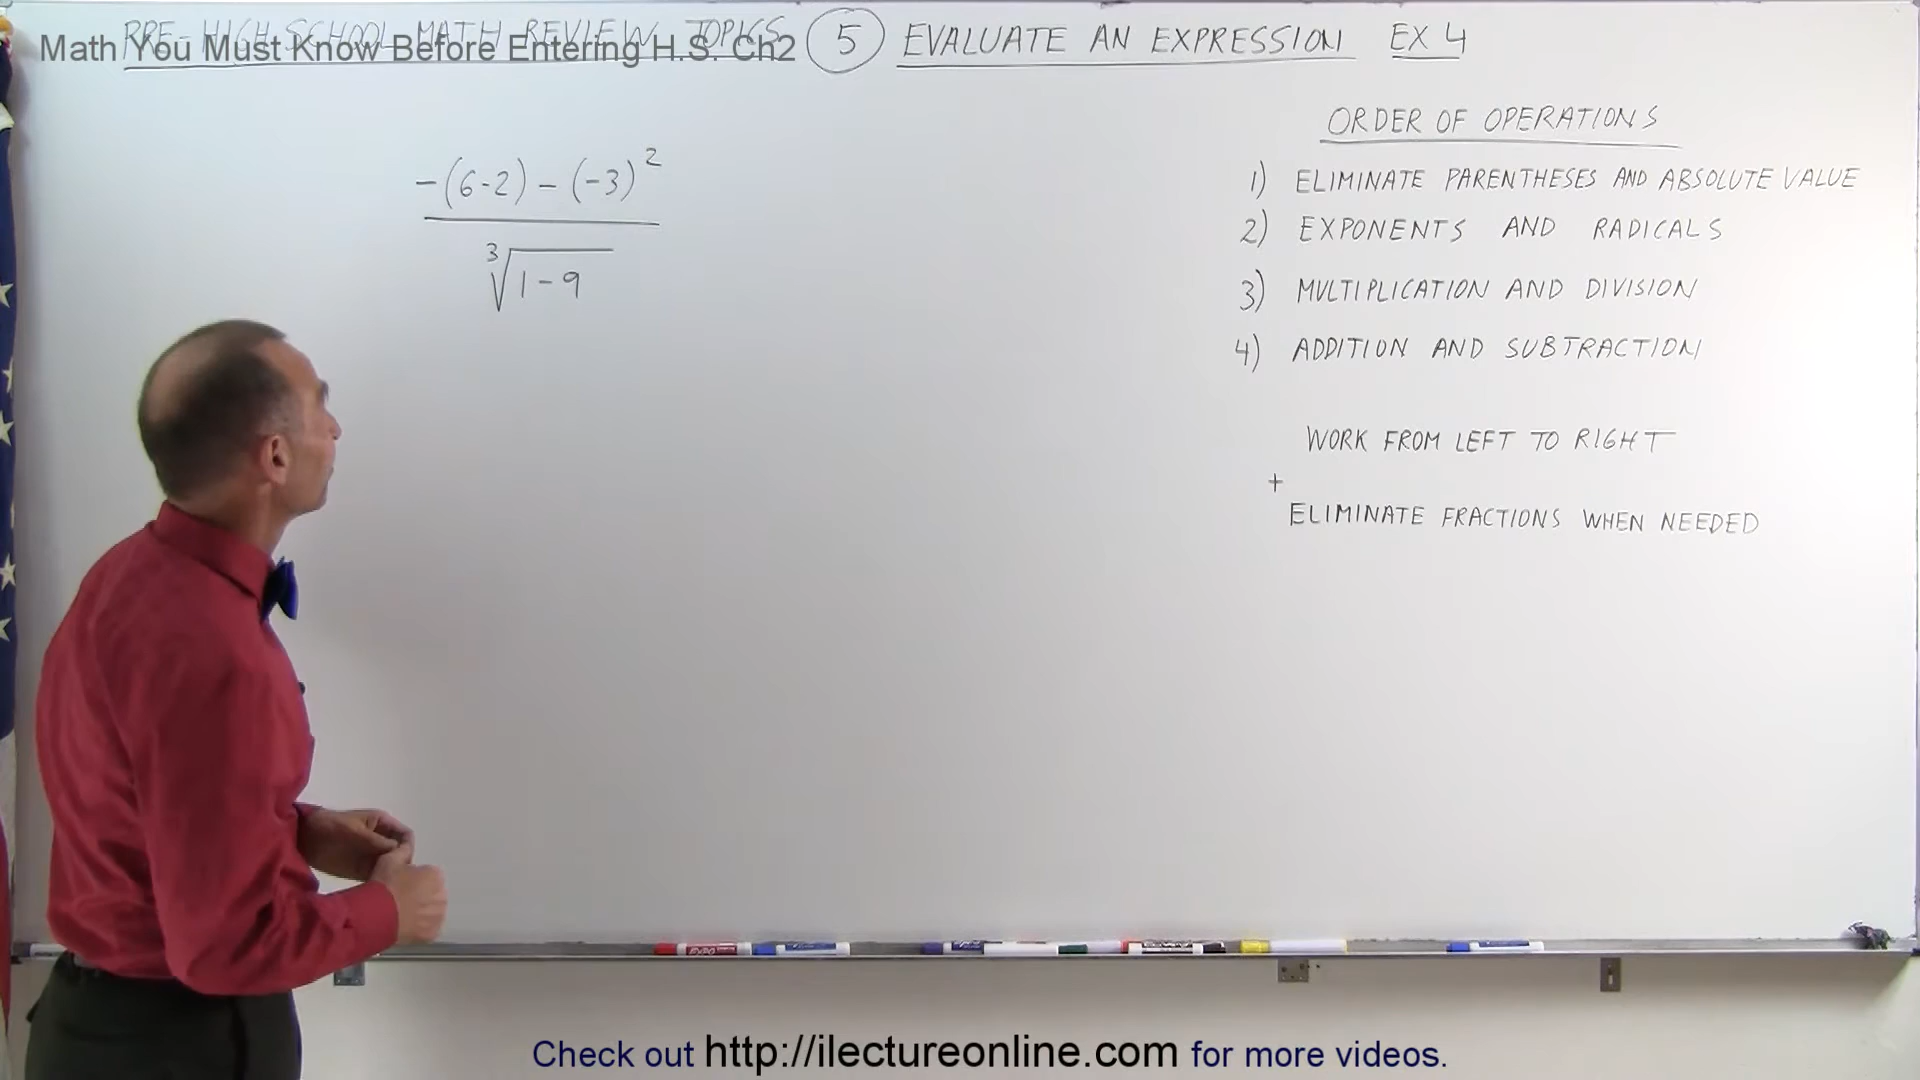 PRE-HIGH SCHOOL MATH REVIEW TOPICS
Math You Must Know Before Entering H.S. Ch2
5 EVALUATE AN EXPRESSION EX 4
-(6-2) - (-3)²
3√1-9
ORDER OF OPERATIONS
1) ELIMINATE PARENTHESES AND ABSOLUTE VALUE
2) EXPONENTS AND RADICALS
3) MULTIPLICATION AND DIVISION
4) ADDITION AND SUBTRACTION
WORK FROM LEFT TO RIGHT
+
ELIMINATE FRACTIONS WHEN NEEDED
EXPO
Check out http://ilectureonline.com for more videos.